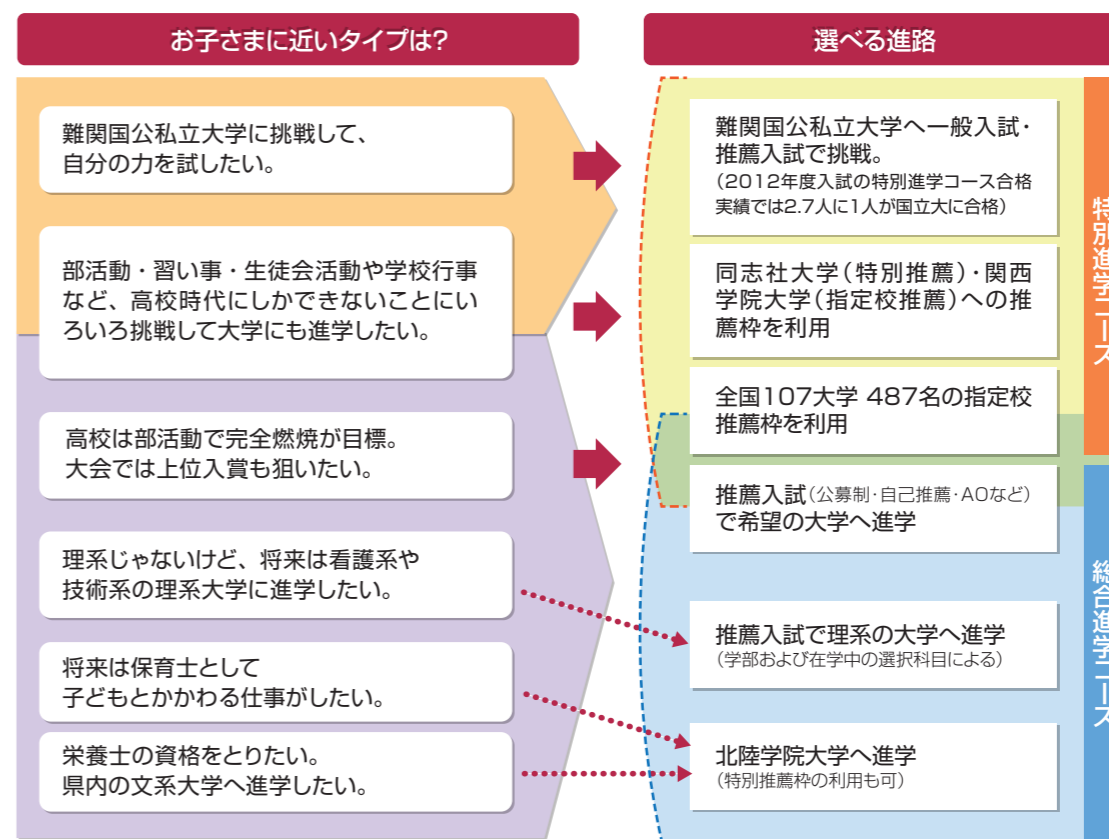 お子さまに近いタイプは?
難関国公私立大学に挑戦して、
自分の力を試したい。
部活動・習い事・生徒会活動や学校行事
など、高校時代にしかできないことにい
ろいろ挑戦して大学にも進学したい。
高校は部活動で完全燃焼が目標。
大会では上位入賞も狙いたい。
理系じゃないけど、将来は看護系や
技術系の理系大学に進学したい。
将来は保育士として
子どもとかかわる仕事がしたい。
栄養士の資格をとりたい。
県内の文系大学へ進学したい。
選べる進路
難関国公私立大学へ一般入試・
推薦入試で挑戦。
(2012年度入試の特別進学コース合格
実績では2.7人に1人が国立大に合格)
同志社大学(特別推薦)・関西
学院大学(指定校推薦)への推
薦枠を利用
全国107大学 487名の指定校
推薦枠を利用
推薦入試(公募制・自己推薦・AOなど)
で希望の大学へ進学
推薦入試で理系の大学へ進学
(学部および在学中の選択科目による)
北陸学院大学へ進学
(特別推薦枠の利用も可)
特別進学コース
総合進学コース